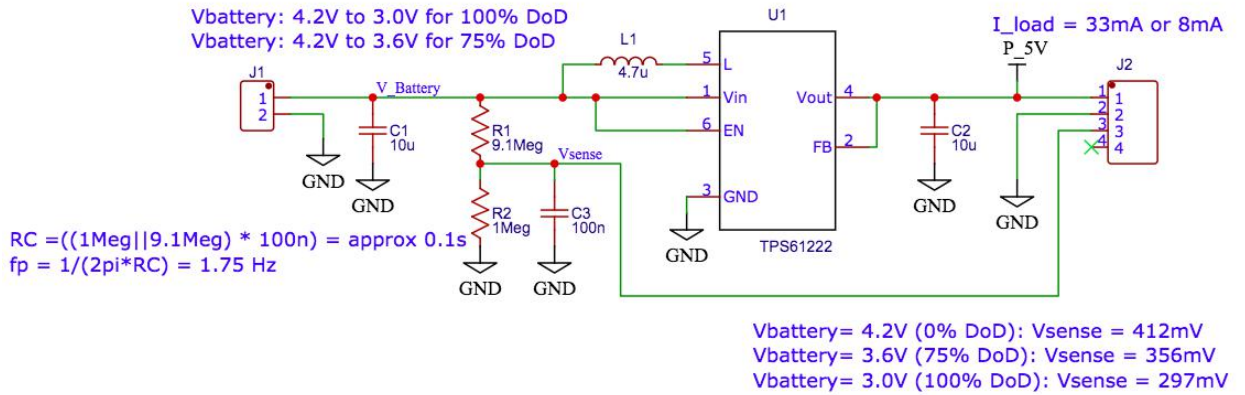 Vbattery: 4.2V to 3.0V for 100% DoD
Vbattery: 4.2V to 3.6V for 75% DoD
U1
I_load = 33mA or 8mA
P_5V
L1
4.7u
J1
1
2
V_Battery
5 L
1 Vin
6 EN
3 GND
Vout 4
FB 2
TPS61222
J2
1 1
2 2
3 3
4 4
C1
10u
R1
9.1Meg
Vsense
C2
10u
R2
1Meg
C3
100n
GND
GND
GND
GND
GND
GND
GND
RC =((1Meg||9.1Meg) * 100n) = approx 0.1s
fp = 1/(2pi*RC) = 1.75 Hz
Vbattery= 4.2V (0% DoD): Vsense = 412mV
Vbattery= 3.6V (75% DoD): Vsense = 356mV
Vbattery= 3.0V (100% DoD): Vsense = 297mV